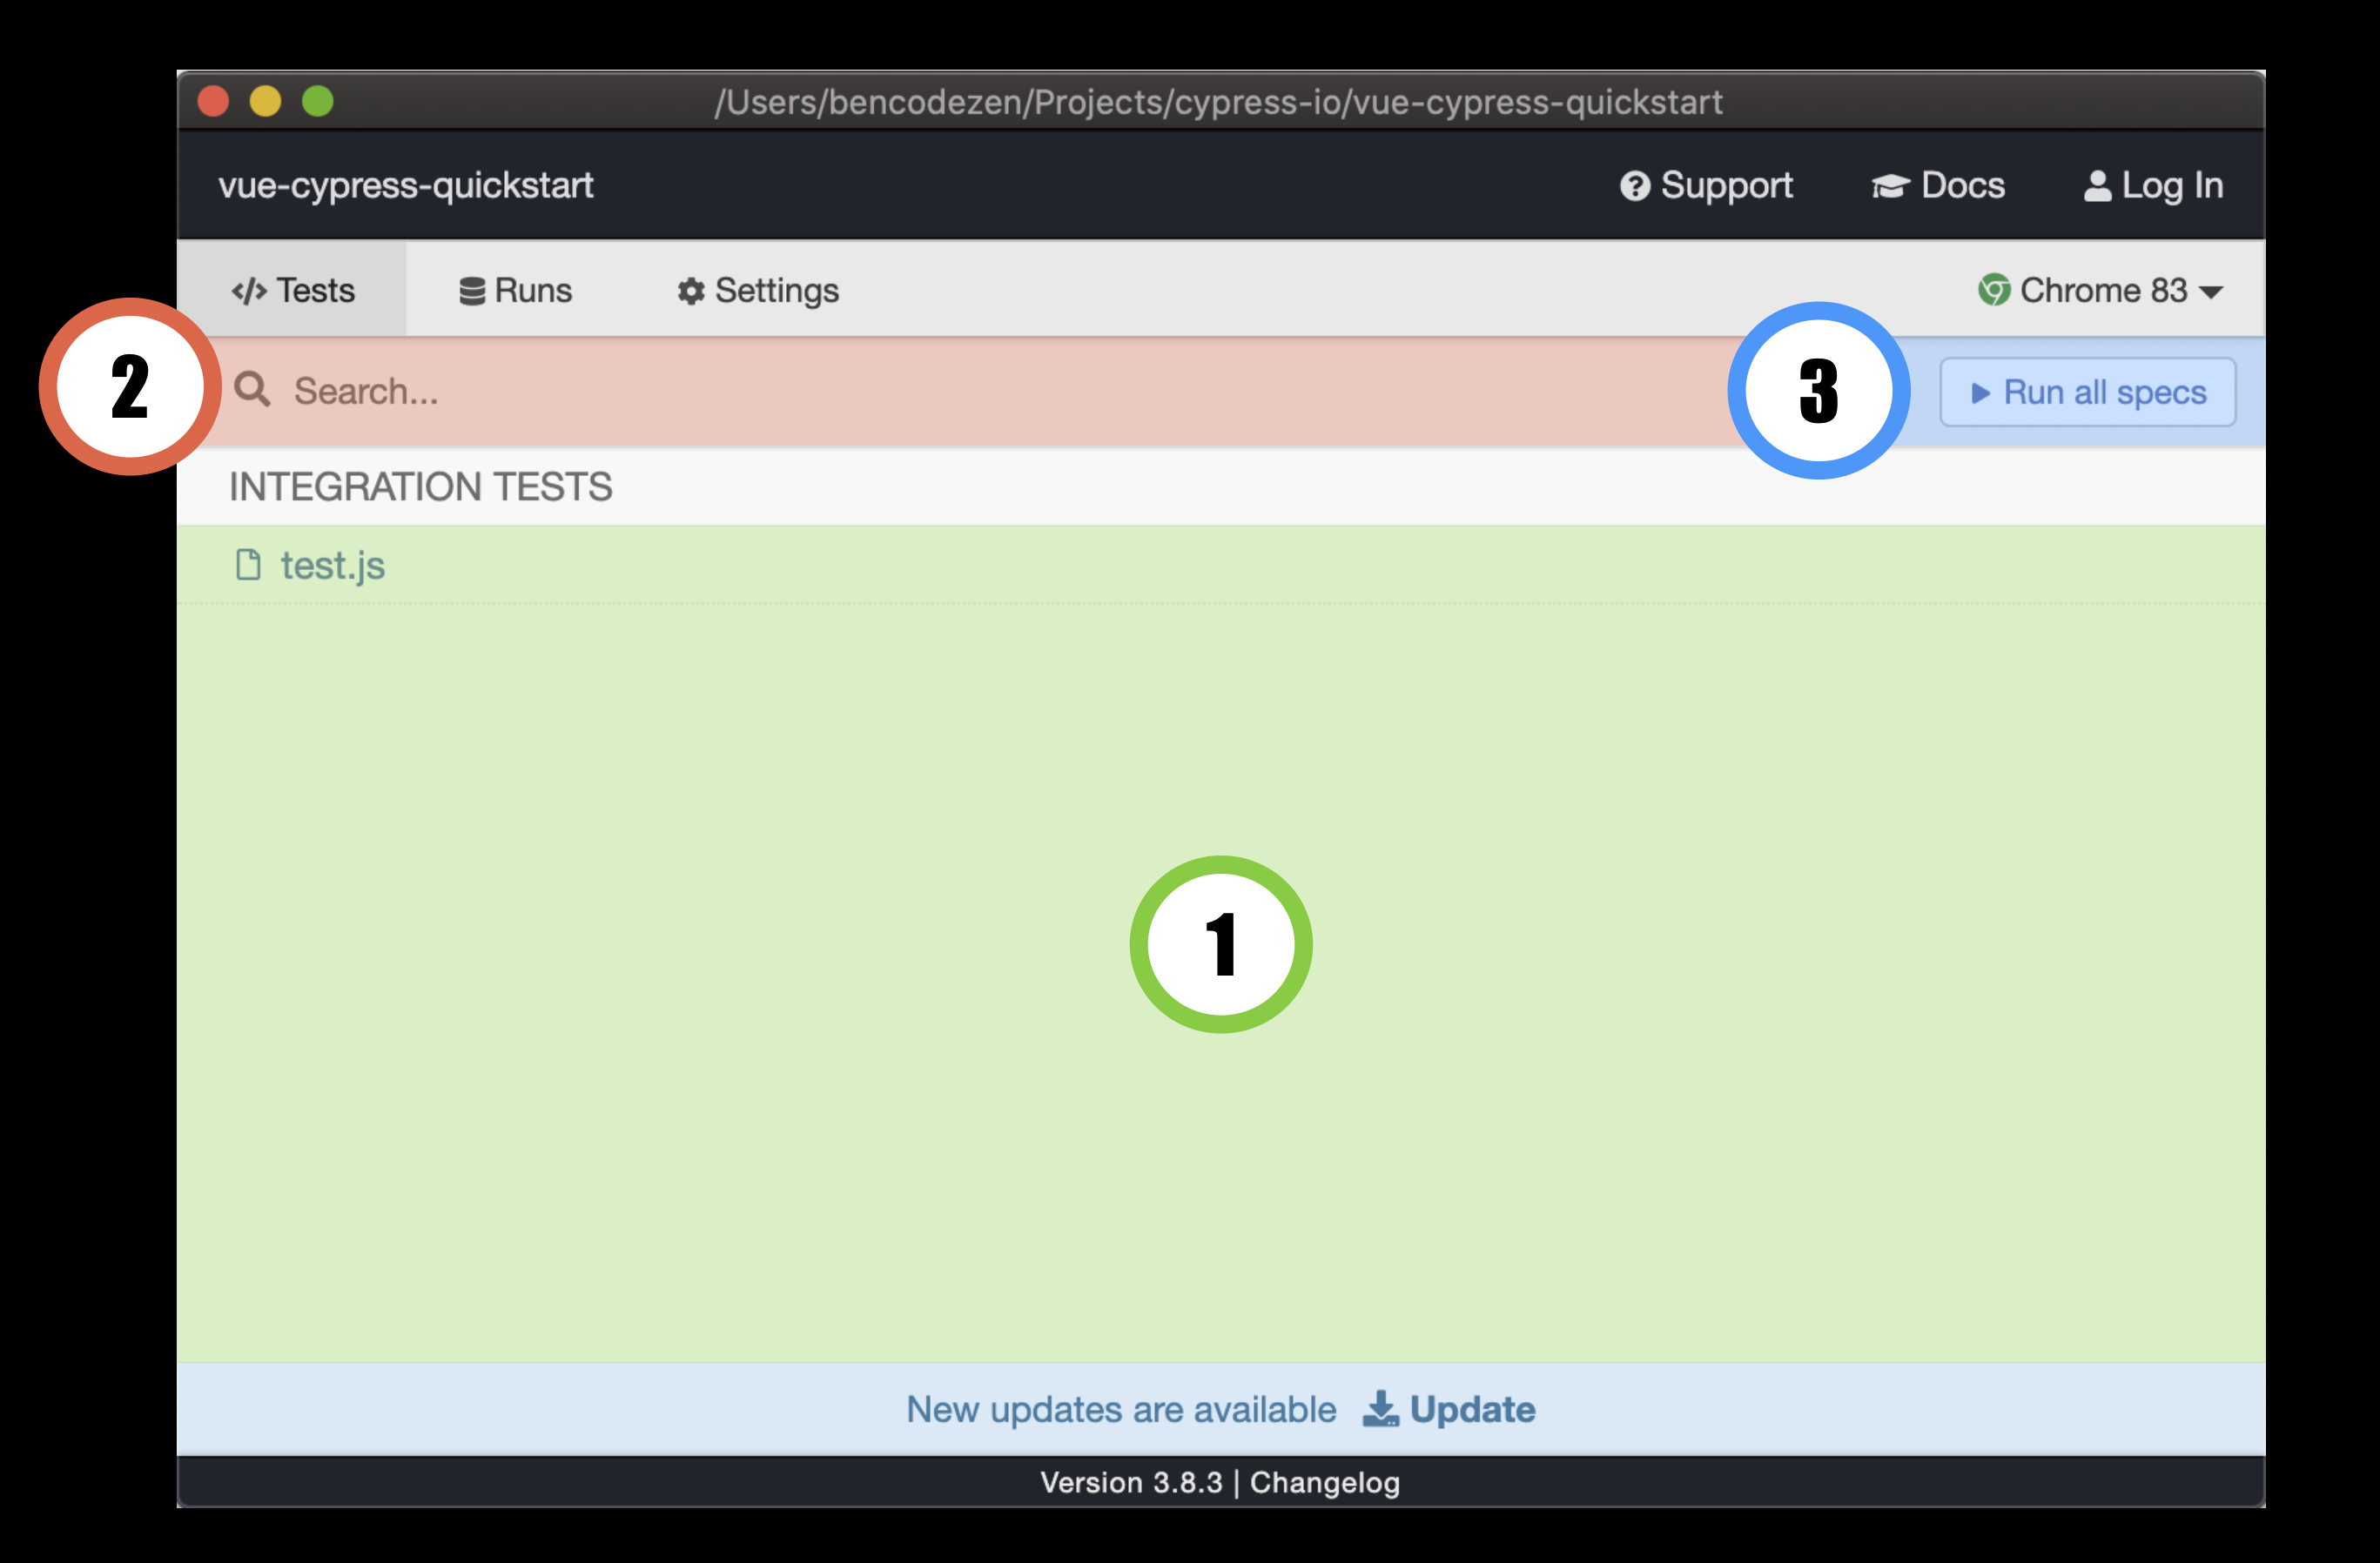 /Users/bencodezen/Projects/cypress-io/vue-cypress-quickstart
vue-cypress-quickstart Support Docs Log In
</> Tests Runs Settings Chrome 83
2 Search... 3 Run all specs
INTEGRATION TESTS
test.js
1
New updates are available Update
Version 3.8.3 | Changelog